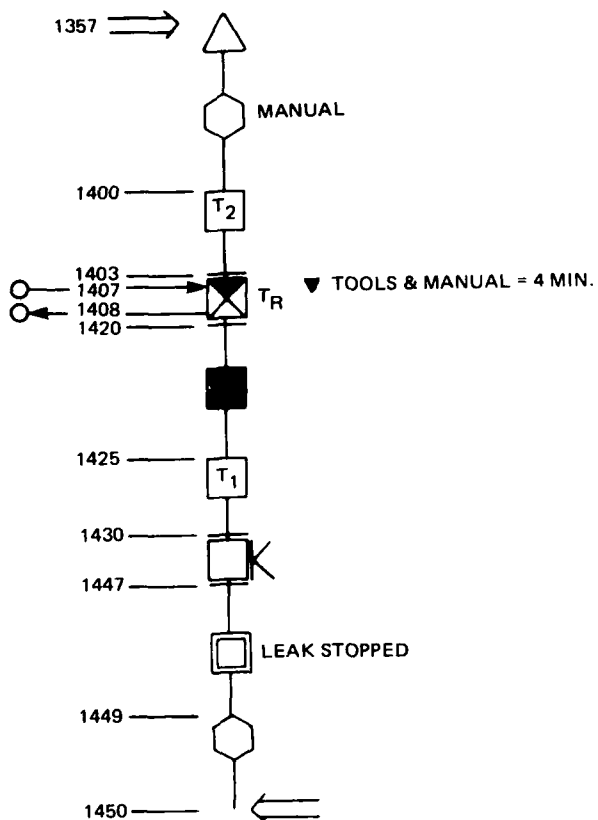 1357
MANUAL
1400
T2
1403
1407
TR
▼ TOOLS & MANUAL = 4 MIN.
1408
1420
1425
T1
1430
1447
LEAK STOPPED
1449
1450